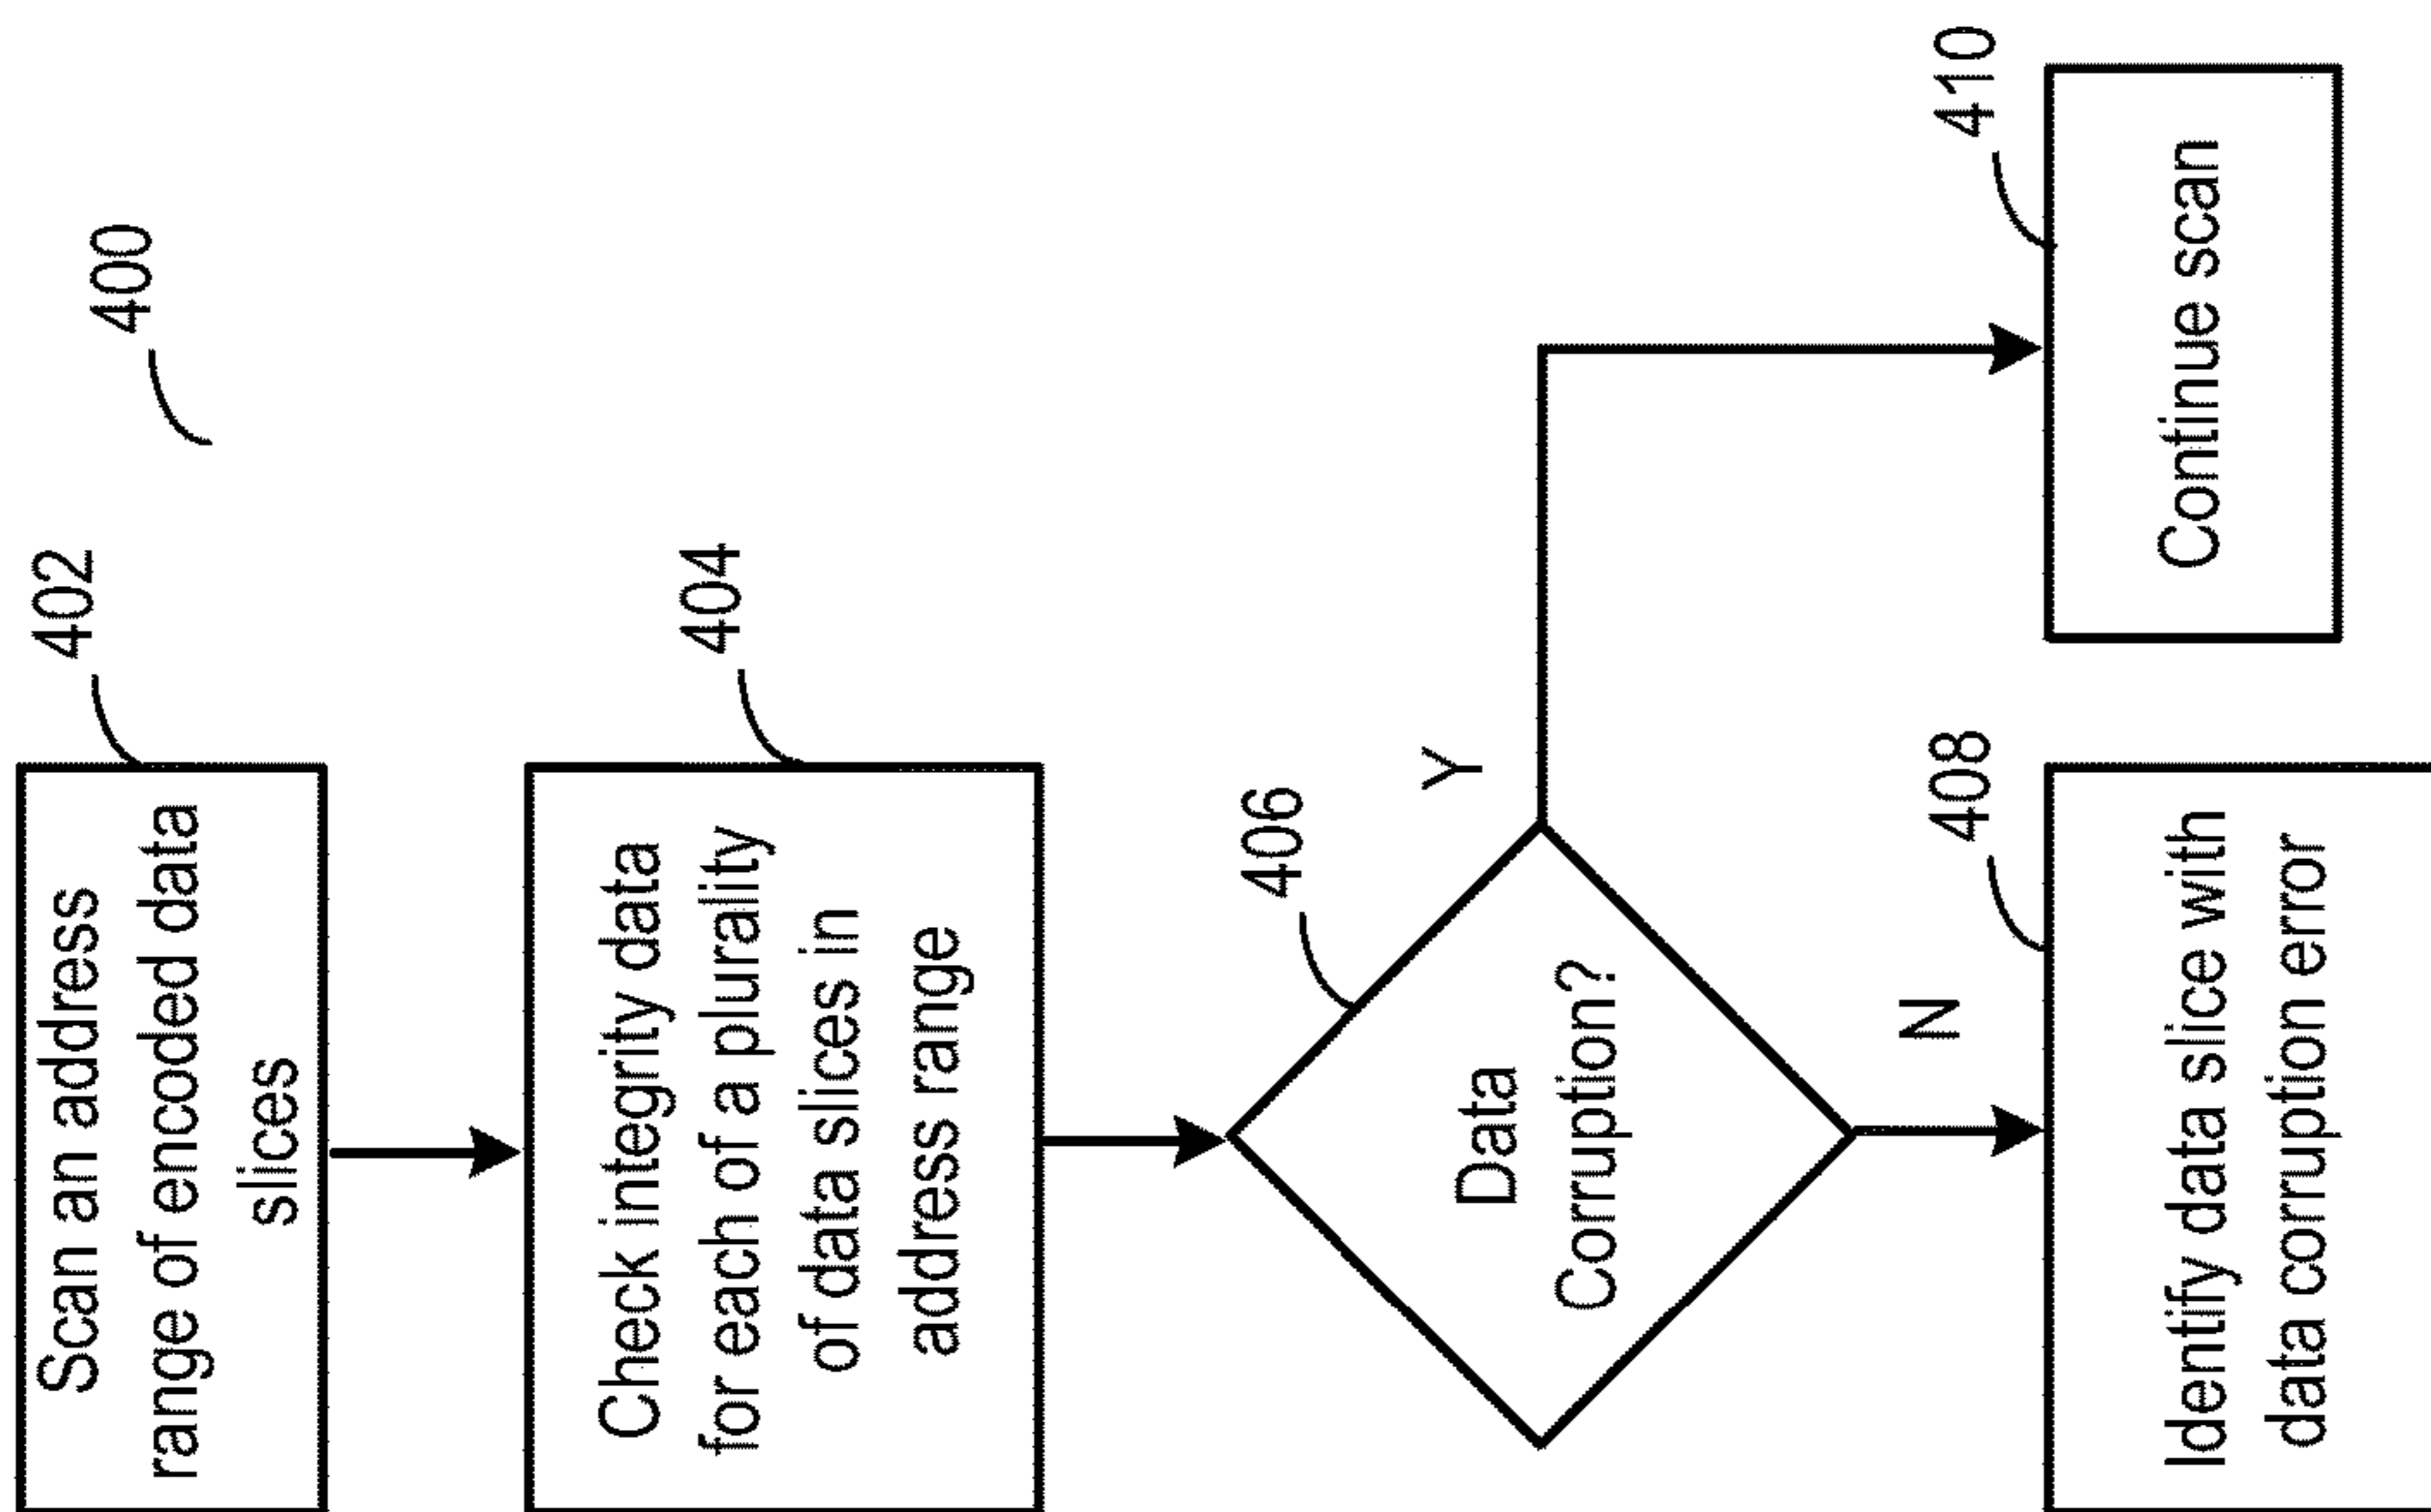 400
402
Scan an address
range of encoded data
slices
404
Check integrity data
for each of a plurality
of data slices in
address range
406
Data
Corruption?
Y
N
408
Identify data slice with
data corruption error
410
Continue scan